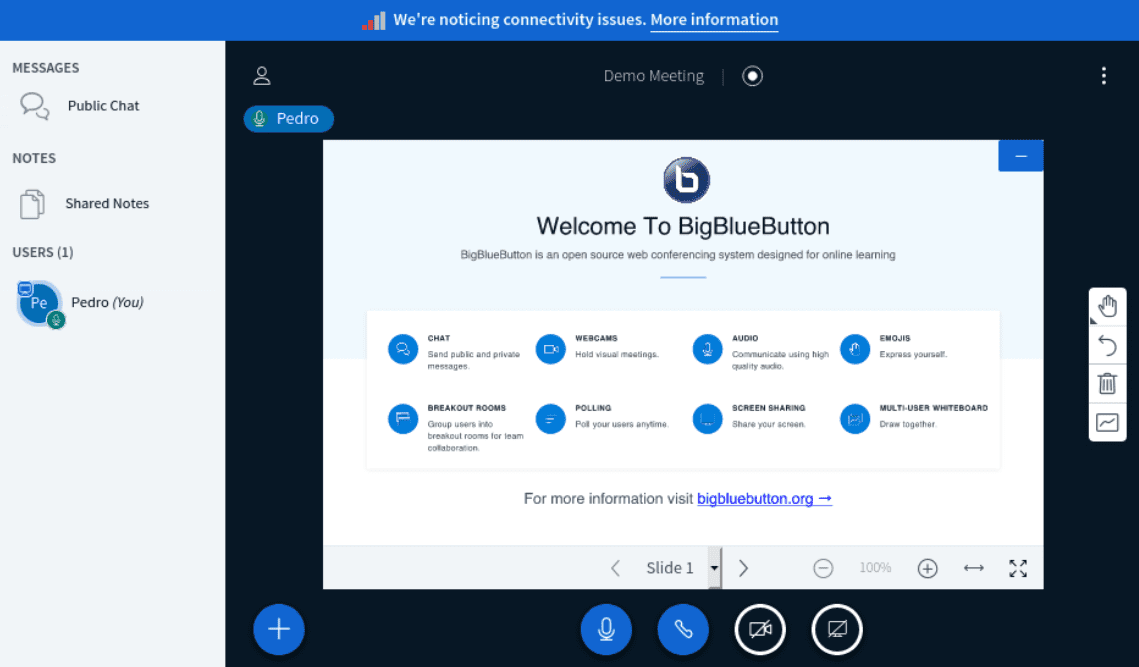 We're noticing connectivity issues. More information
MESSAGES
Public Chat
NOTES
Shared Notes
USERS (1)
Pe
Pedro (You)
Demo Meeting
Pedro
Welcome To BigBlueButton
BigBlueButton is an open source web conferencing system designed for online learning
CHAT
Send public and private
messages.
WEBCAMS
Hold visual meetings.
AUDIO
Communicate using high
quality audio.
EMOJIS
Express yourself.
BREAKOUT ROOMS
Group users into
breakout rooms for team
collaboration.
POLLING
Poll your users anytime.
SCREEN SHARING
Share your screen.
MULTI-USER WHITEBOARD
Draw together.
For more information visit bigbluebutton.org →
Slide 1
100%